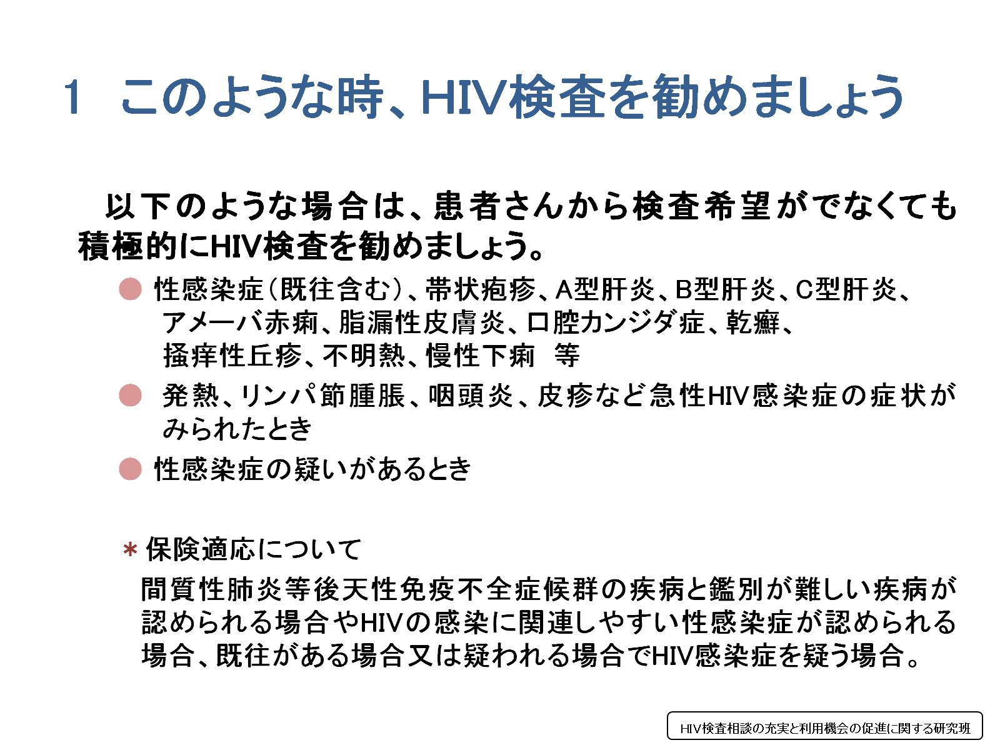 1　このような時、HIV検査を勧めましょう
以下のような場合は、患者さんから検査希望がでなくても
積極的にHIV検査を勧めましょう。
● 性感染症（既往含む）、帯状疱疹、A型肝炎、B型肝炎、C型肝炎、
アメーバ赤痢、脂漏性皮膚炎、口腔カンジダ症、乾癬、
掻痒性丘疹、不明熱、慢性下痢　等
● 発熱、リンパ節腫脹、咽頭炎、皮疹など急性HIV感染症の症状が
みられたとき
● 性感染症の疑いがあるとき
＊保険適応について
間質性肺炎等後天性免疫不全症候群の疾病と鑑別が難しい疾病が
認められる場合やHIVの感染に関連しやすい性感染症が認められる
場合、既往がある場合又は疑われる場合でHIV感染症を疑う場合。
HIV検査相談の充実と利用機会の促進に関する研究班